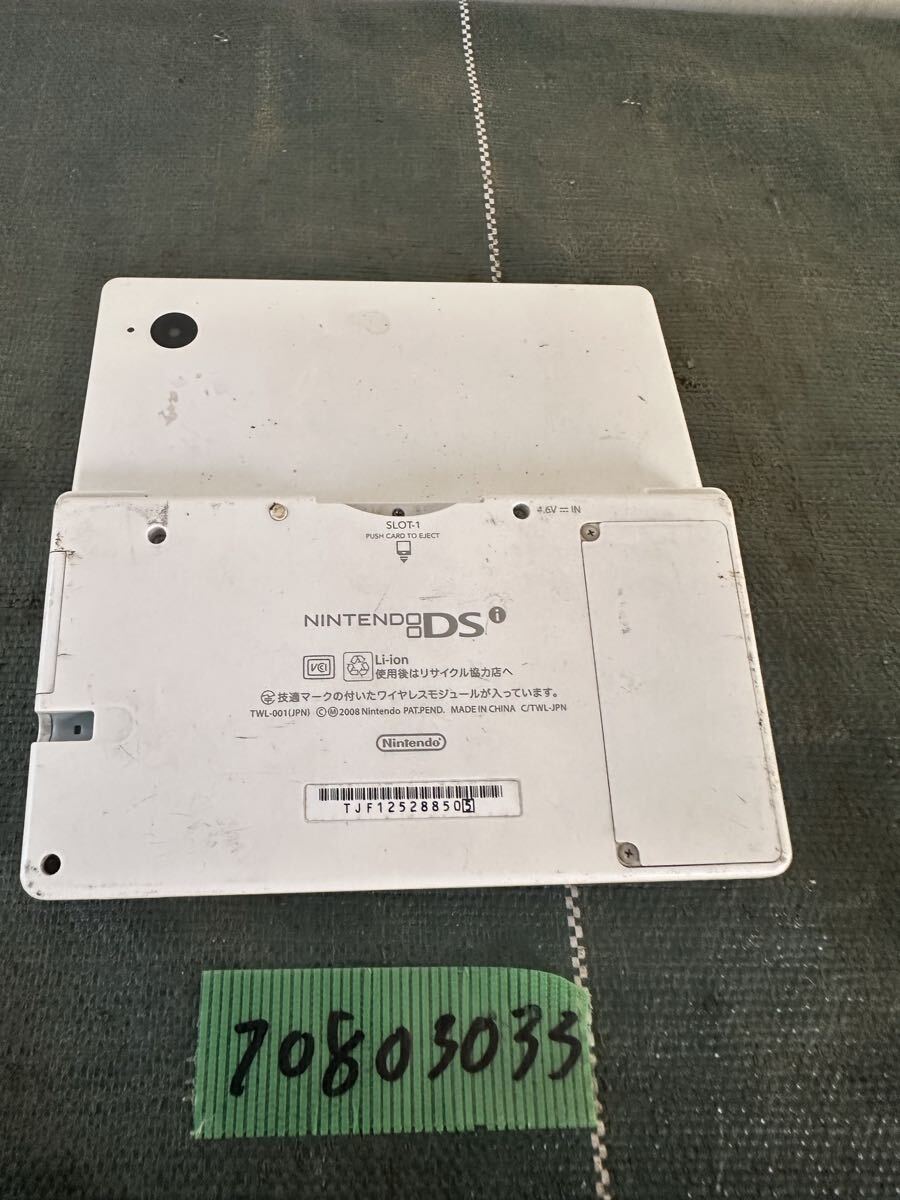 4.6V ⎓ IN
SLOT-1
PUSH CARD TO EJECT
NINTENDO DSi
VCI
Li-ion
使用後はリサイクル協力店へ
技適マークの付いたワイヤレスモジュールが入っています。
TWL-001(JPN) ©Ⓜ2008 Nintendo PAT.PEND. MADE IN CHINA C/TWL-JPN
Nintendo
TJF125288505
70803033